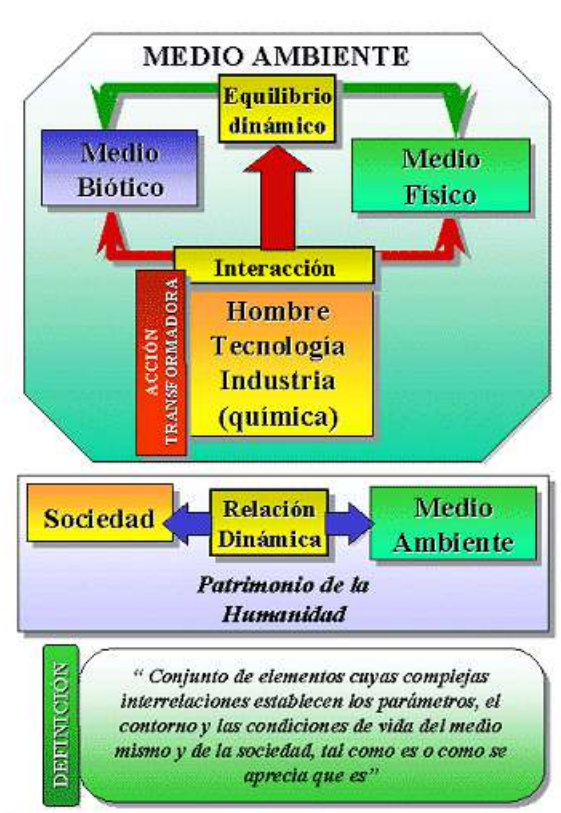 MEDIO AMBIENTE
Equilibrio
dinámico
Medio
Biótico
Medio
Físico
Interacción
ACCIÓN
TRANSFORMADORA
Hombre
Tecnología
Industria
(química)
Sociedad
Relación
Dinámica
Medio
Ambiente
Patrimonio de la
Humanidad
DEFINICIÓN
“ Conjunto de elementos cuyas complejas
interrelaciones establecen los parámetros, el
contorno y las condiciones de vida del medio
mismo y de la sociedad, tal como es o como se
aprecia que es”